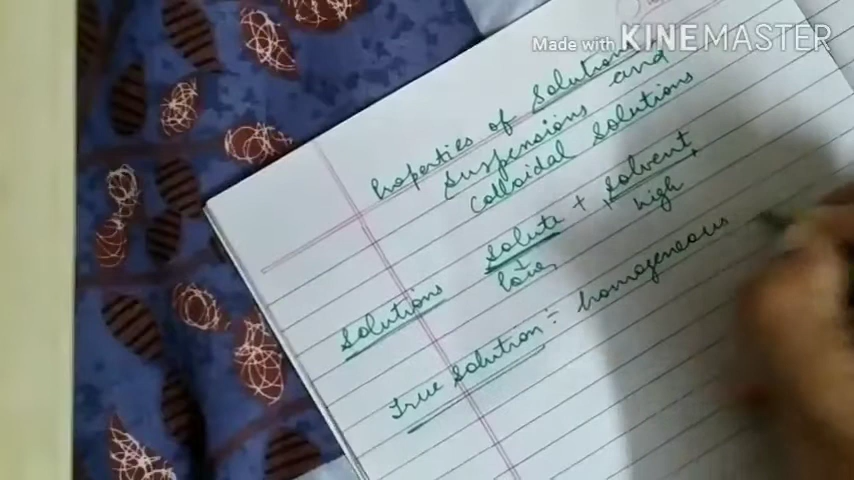 Made with KINEMASTER
Properties of Solutions
Suspensions and
Colloidal Solutions
Solutions Solute + Solvent
low high
True Solution = homogeneous